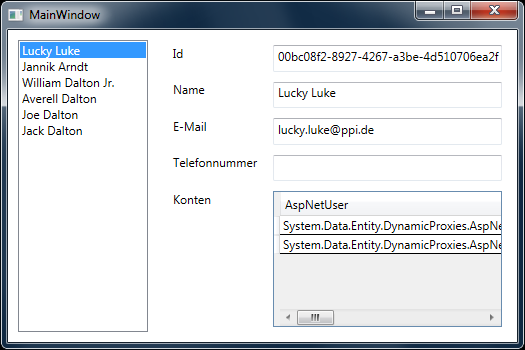 MainWindow
Lucky Luke
Jannik Arndt
William Dalton Jr.
Averell Dalton
Joe Dalton
Jack Dalton
Id
00bc08f2-8927-4267-a3be-4d510706ea2f
Name
Lucky Luke
E-Mail
lucky.luke@ppi.de
Telefonnummer
Konten
AspNetUser
System.Data.Entity.DynamicProxies.AspNe
System.Data.Entity.DynamicProxies.AspNe